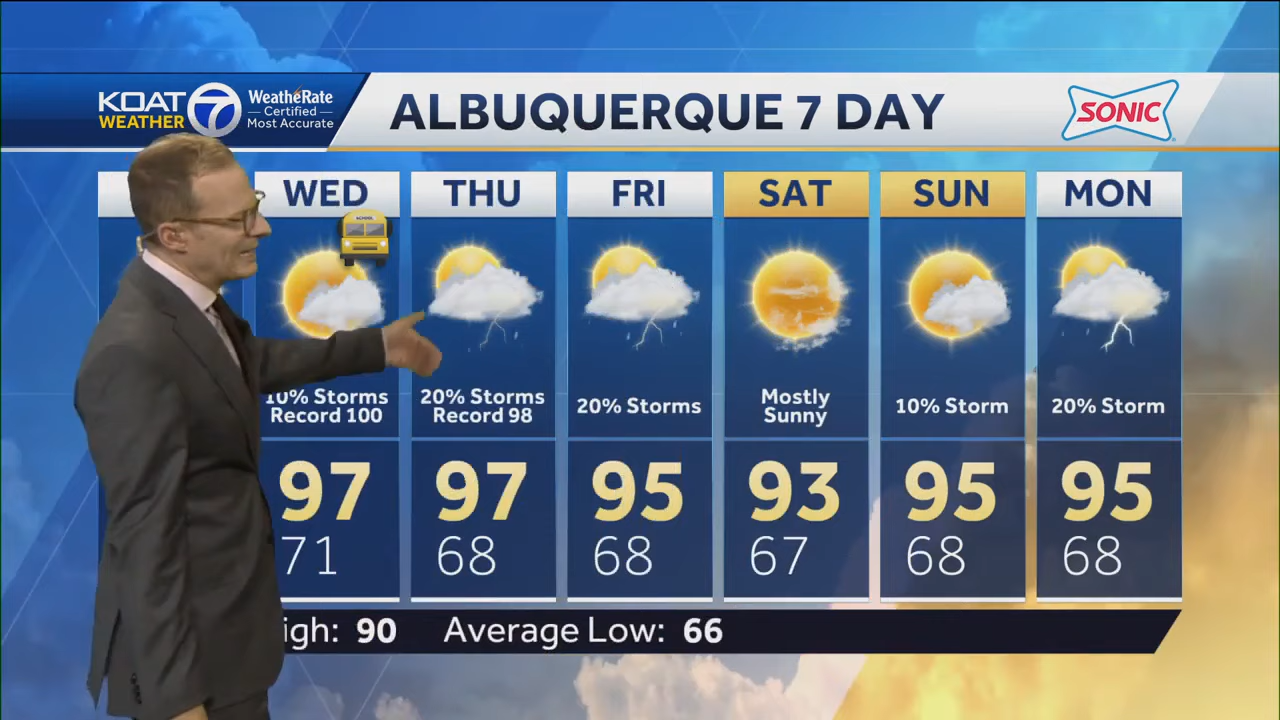 KOAT
WEATHER
7
WeatheRate
Certified
Most Accurate
ALBUQUERQUE 7 DAY
SONIC
WED THU FRI SAT SUN MON
SCHOOL
10% Storms
Record 100
20% Storms
Record 98
20% Storms
Mostly
Sunny
10% Storm
20% Storm
97 97 95 93 95 95
71 68 68 67 68 68
90 Average Low: 66